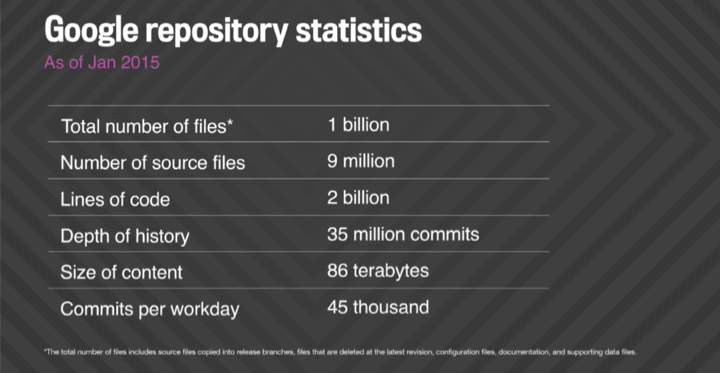 Google repository statistics
As of Jan 2015
Total number of files* 1 billion
Number of source files 9 million
Lines of code 2 billion
Depth of history 35 million commits
Size of content 86 terabytes
Commits per workday 45 thousand
*The total number of files includes source files copied into release branches, files that are deleted at the latest revision, configuration files, documentation, and supporting data files.